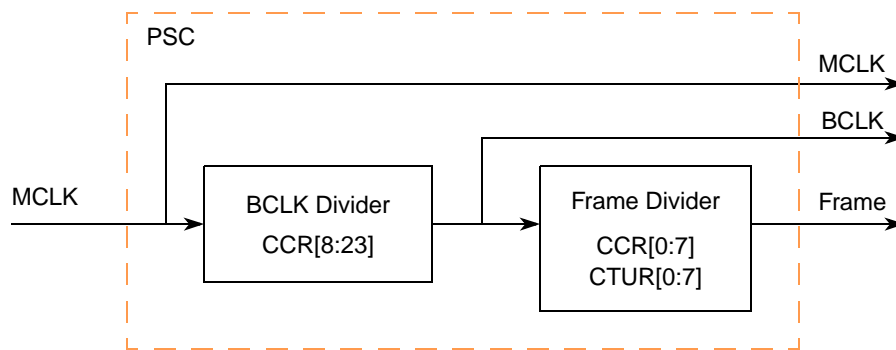 PSC
MCLK
BCLK
MCLK
BCLK Divider
CCR[8:23]
Frame Divider
CCR[0:7]
CTUR[0:7]
Frame